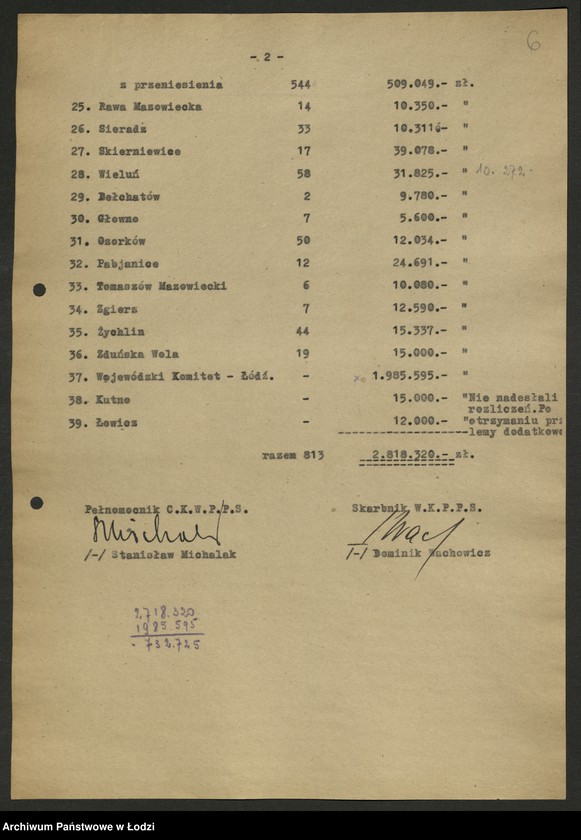 6
- 2 -
z przeniesienia 544 509.049.- zł.
25. Rawa Mazowiecka 14 10.350.- "
26. Sieradz 33 10.311.- "
27. Skierniewice 17 39.078.- "
28. Wieluń 58 31.825.- " 10.272.-
29. Bełchatów 2 9.780.- "
30. Głowno 7 5.600.- "
31. Ozorków 50 12.034.- "
32. Pabjanice 12 24.691.- "
33. Tomaszów Mazowiecki 6 10.080.- "
34. Zgierz 7 12.590.- "
35. Żychlin 44 15.337.- "
36. Zduńska Wola 19 15.000.- "
37. Wojewódzki Komitet - Łódź. - 1.985.595.- "
38. Kutno - 15.000.- "Nie nadesłali
rozliczeń.Po
39. Łowicz - 12.000.- "otrzymaniu prz
lemy dodatkowo
razem 813 2.818.320.- zł.
Pełnomocnik C.K.W.P.P.S. Skarbnik W.K.P.P.S.
/-/ Stanisław Michalak /-/ Dominik Wachowicz
2.718.320
1985.595
- 732.725
Archiwum Państwowe w Łodzi